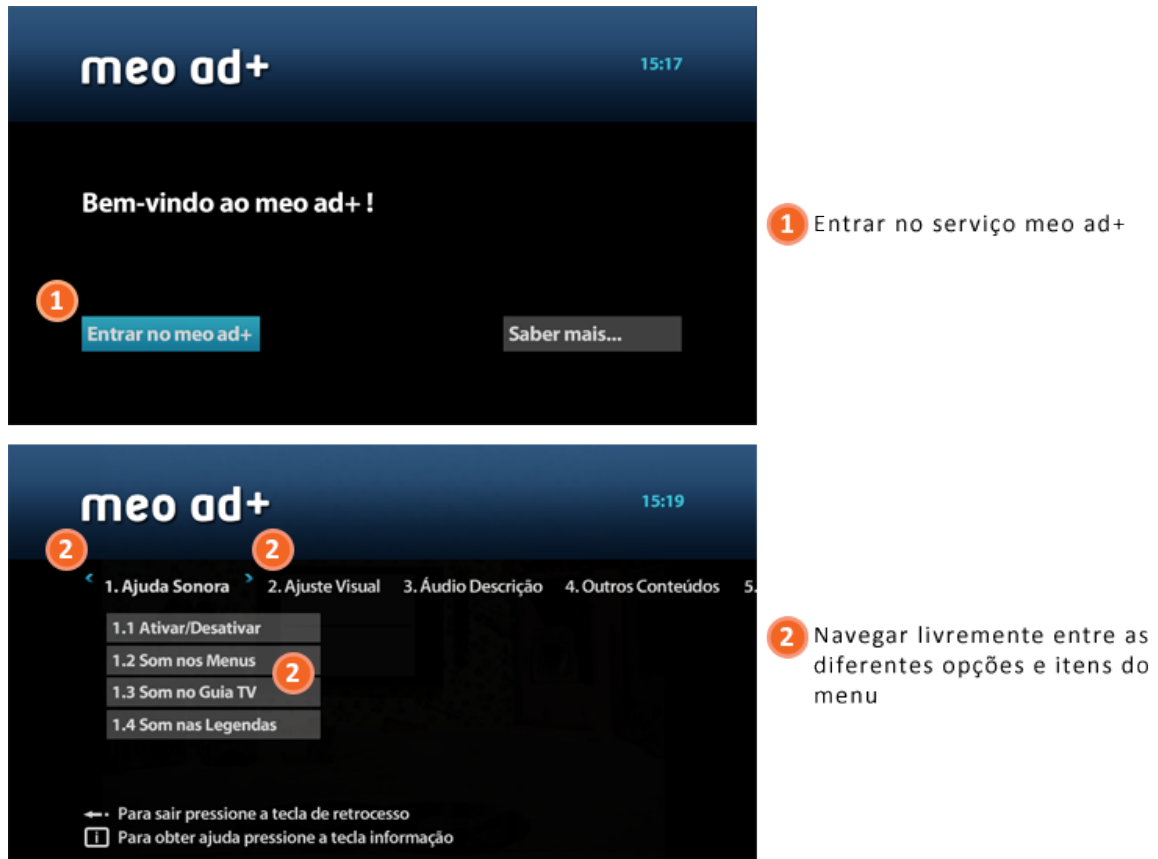 meo ad+
15:17
Bem-vindo ao meo ad+ !
1 Entrar no serviço meo ad+
1
Entrar no meo ad+
Saber mais...
meo ad+
15:19
2
2
< 1. Ajuda Sonora > 2. Ajuste Visual 3. Áudio Descrição 4. Outros Conteúdos 5.
1.1 Ativar/Desativar
1.2 Som nos Menus
2
1.3 Som no Guia TV
1.4 Som nas Legendas
2 Navegar livremente entre as
diferentes opções e itens do
menu
Para sair pressione a tecla de retrocesso
i Para obter ajuda pressione a tecla informação